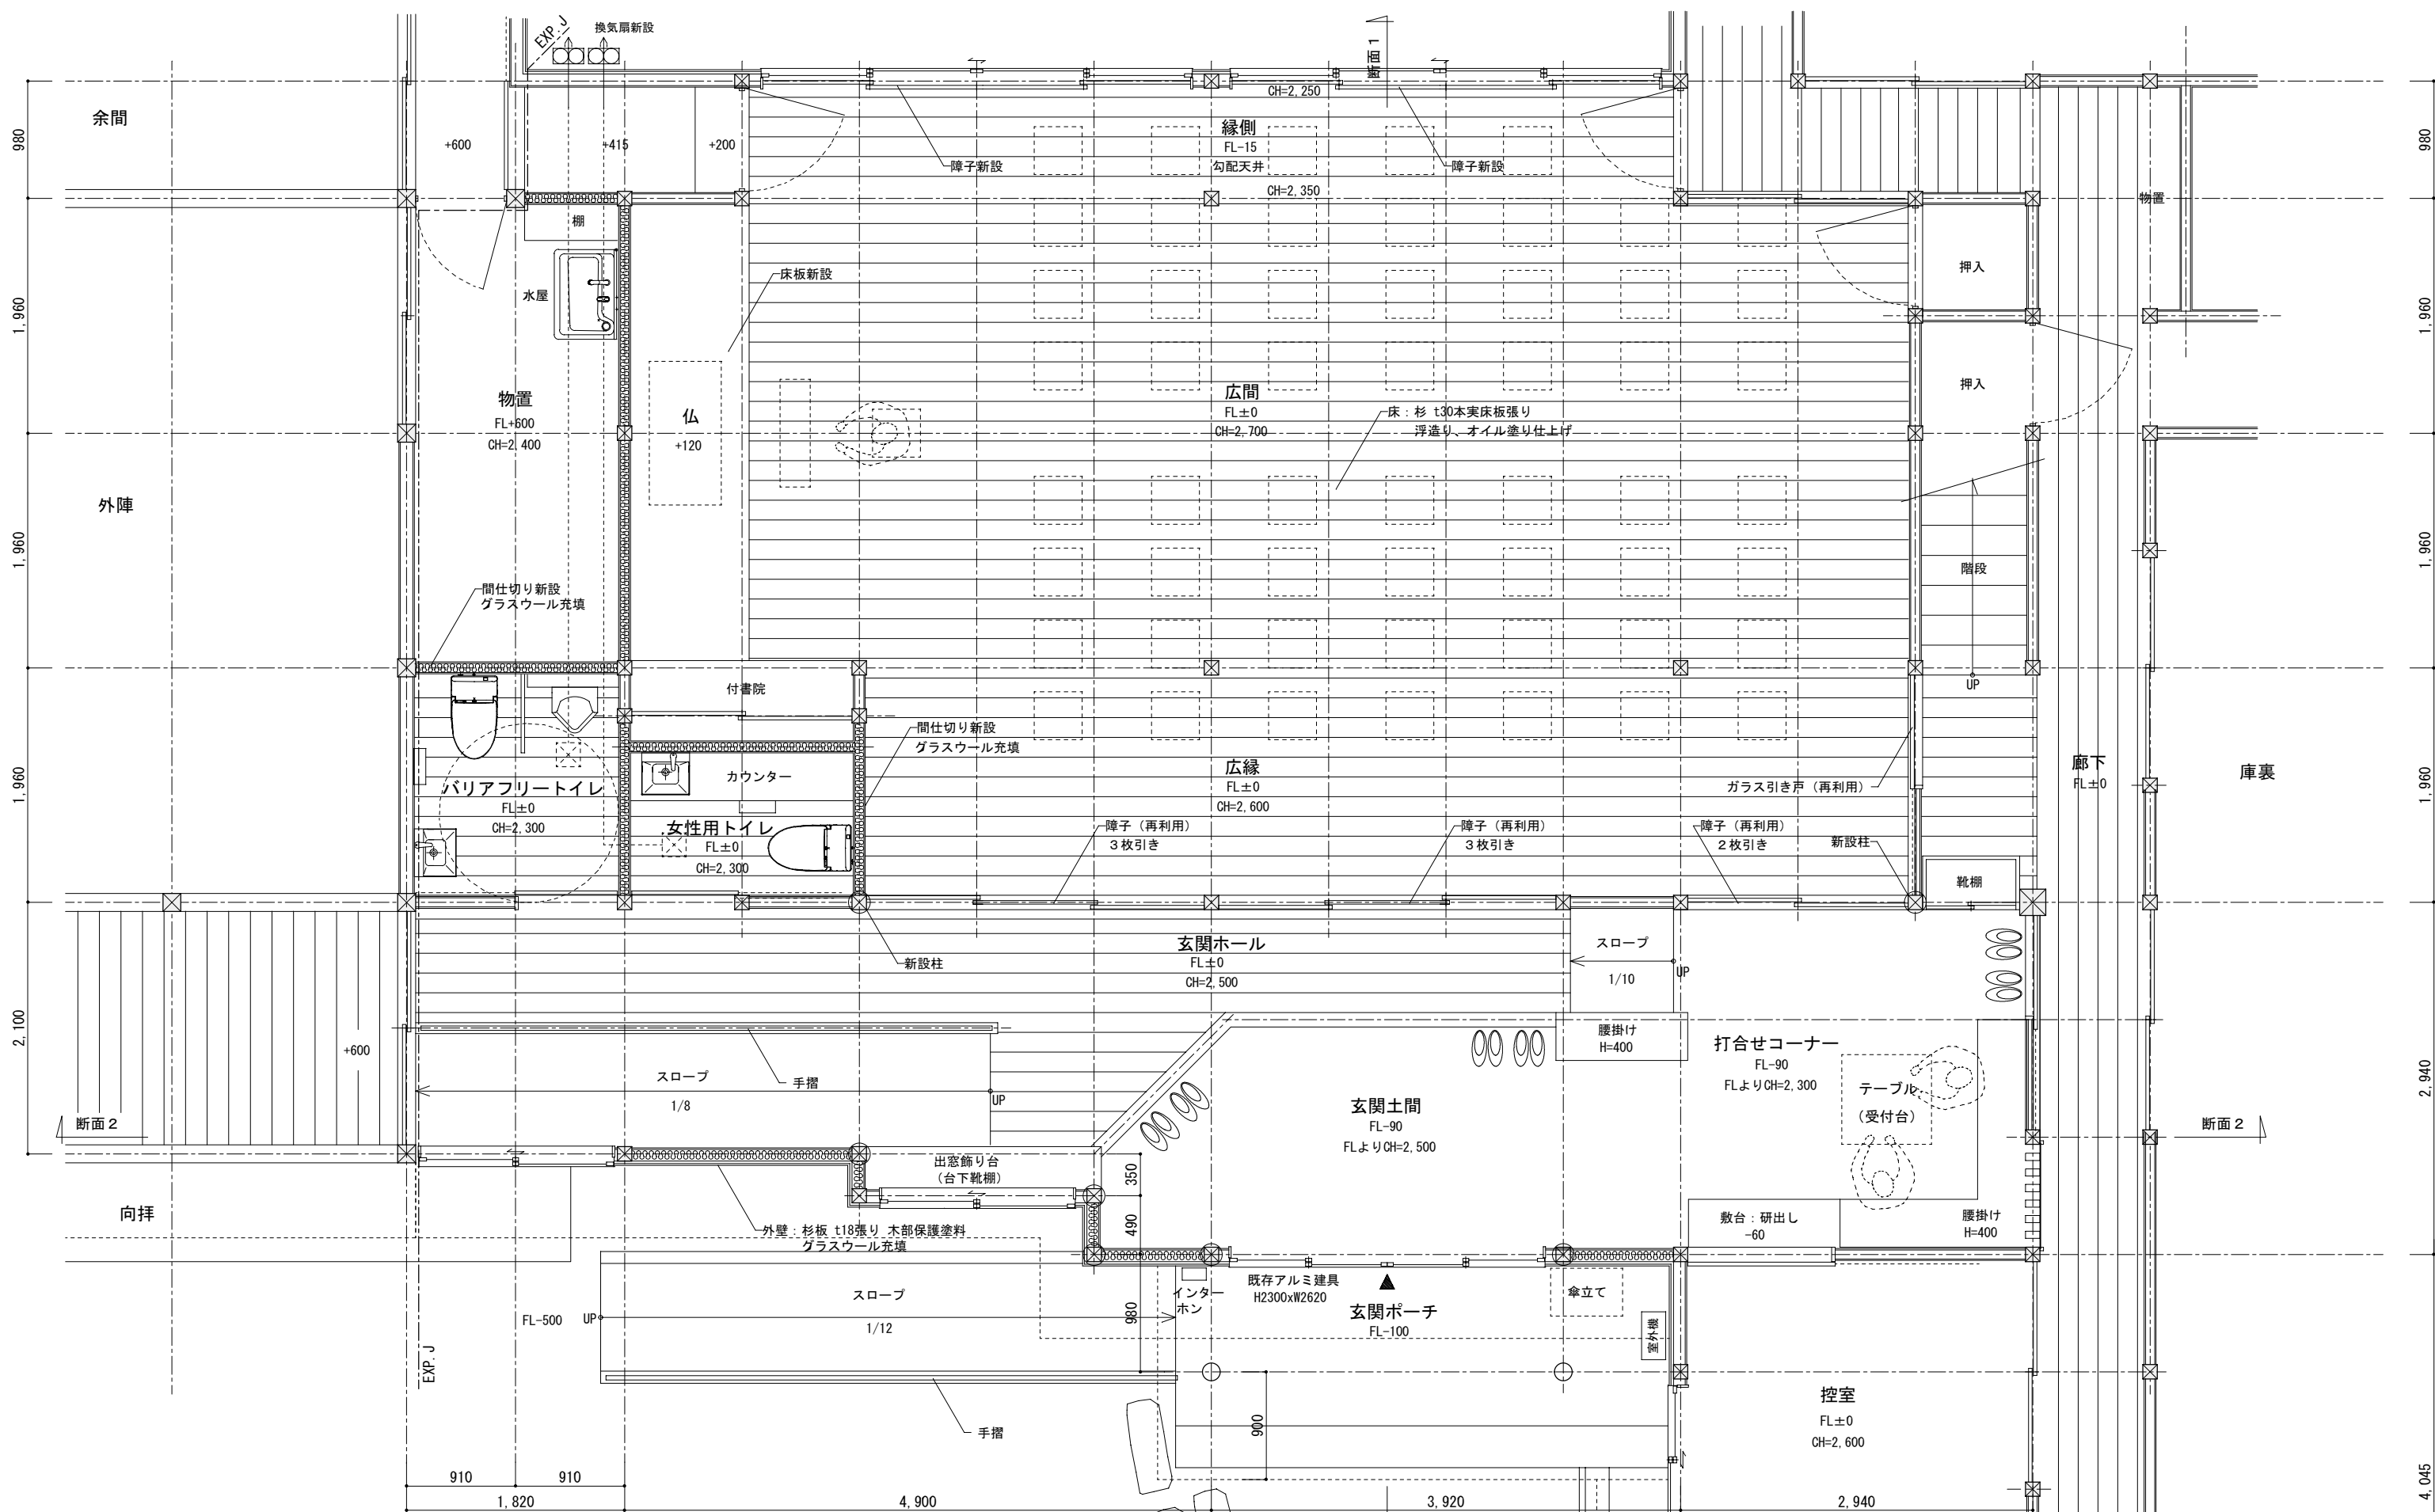 EXP.J
換気扇新設
断面 1
余間
+600
+415
+200
CH=2,250
縁側
FL-15
勾配天井
CH=2,350
障子新設
障子新設
980
980
物置
棚
水屋
床板新設
押入
押入
1,960
1,960
物置
FL+600
CH=2,400
仏
+120
広間
FL±0
CH=2,700
床：杉 t30本実床板張り
浮造り、オイル塗り仕上げ
外陣
1,960
1,960
階段
UP
間仕切り新設
グラスウール充填
付書院
間仕切り新設
グラスウール充填
カウンター
広縁
FL±0
CH=2,600
ガラス引き戸（再利用）
廊下
FL±0
庫裏
1,960
1,960
バリアフリートイレ
FL±0
CH=2,300
女性用トイレ
FL±0
CH=2,300
障子（再利用）
３枚引き
障子（再利用）
３枚引き
障子（再利用）
２枚引き
新設柱
靴棚
玄関ホール
FL±0
CH=2,500
新設柱
スロープ
1/10
UP
2,100
2,940
+600
スロープ
1/8
手摺
UP
腰掛け
H=400
打合せコーナー
FL-90
FLよりCH=2,300
テーブル
（受付台）
玄関土間
FL-90
FLよりCH=2,500
断面２
断面２
出窓飾り台
（台下靴棚）
350
490
980
向拝
外壁：杉板 t18張り 木部保護塗料
グラスウール充填
敷台：研出し
-60
腰掛け
H=400
スロープ
1/12
FL-500
UP
インター
ホン
既存アルミ建具
H2300xW2620
玄関ポーチ
FL-100
傘立て
室外機
EXP.J
手摺
900
控室
FL±0
CH=2,600
910
910
1,820
4,900
3,920
2,940
4,045